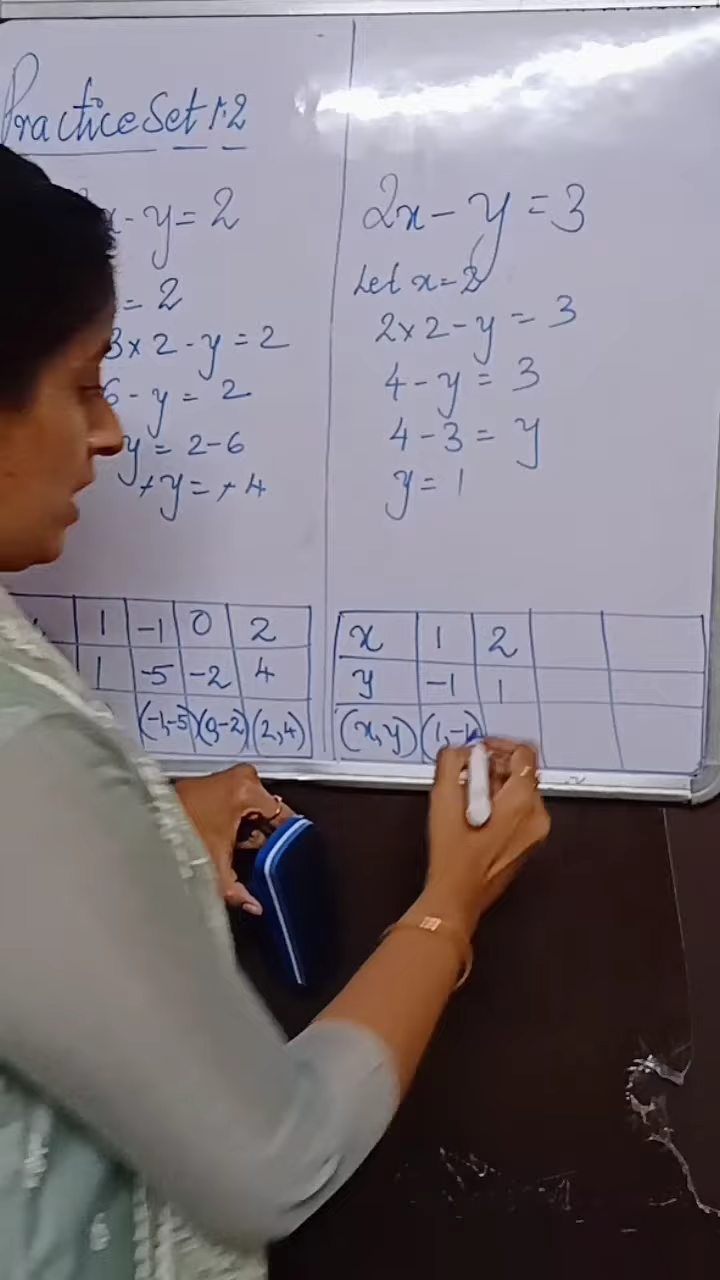 Practice Set 1.2
- y = 2
= 2
3 x 2 - y = 2
6 - y = 2
y = 2 - 6
+ y = + 4
1 -1 0 2
1 -5 -2 4
(-1,-5) (0,-2) (2,4)
2x - y = 3
Let x = 2
2 x 2 - y = 3
4 - y = 3
4 - 3 = y
y = 1
x 1 2
y -1 1
(x,y) (1,-1)